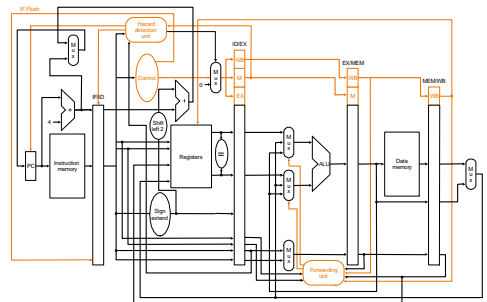 IF.Flush
Hazard
detection
unit
ID/EX
EX/MEM
MEM/WB
M
u
x
WB
WB
WB
Control
M
u
x
M
M
0
EX
IF/ID
+
+
4
Shift
left 2
PC
Instruction
memory
Registers
=
M
u
x
ALU
Data
memory
M
u
x
M
u
x
Sign
extend
M
u
x
Forwarding
unit